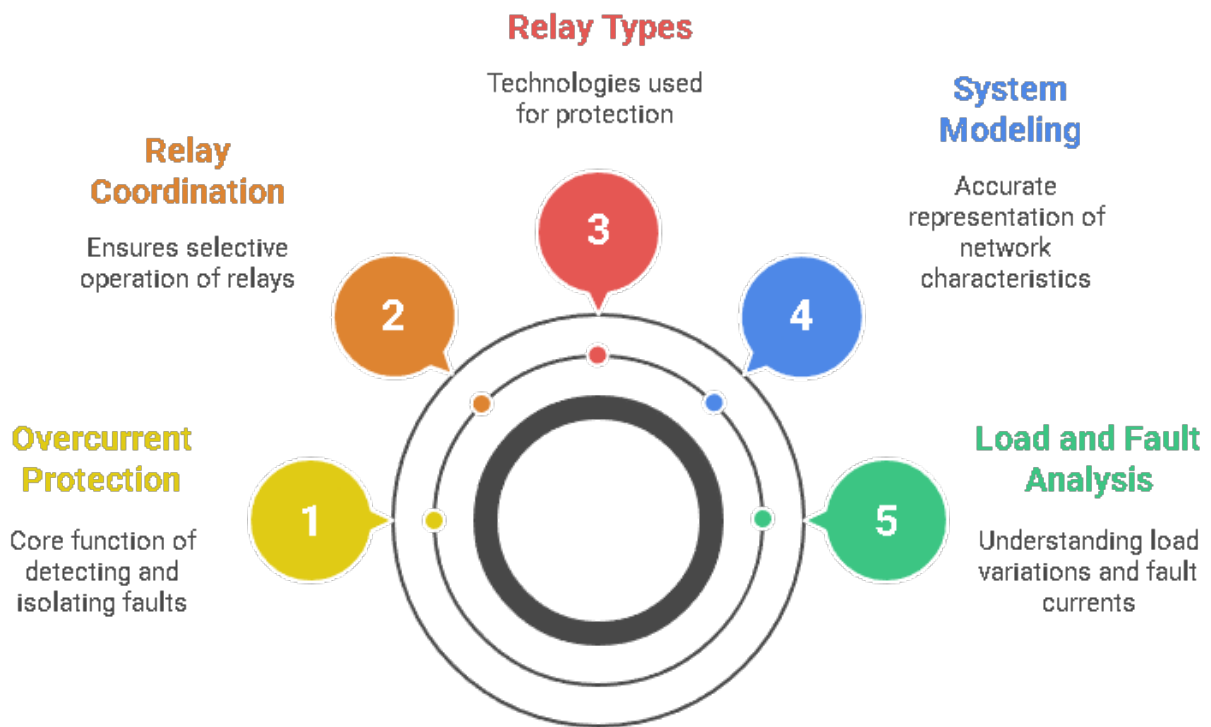 Overcurrent
Protection
Core function of
detecting and
isolating faults
1
Relay
Coordination
Ensures selective
operation of relays
2
Relay Types
Technologies used
for protection
3
System
Modeling
Accurate
representation of
network
characteristics
4
Load and Fault
Analysis
Understanding load
variations and fault
currents
5